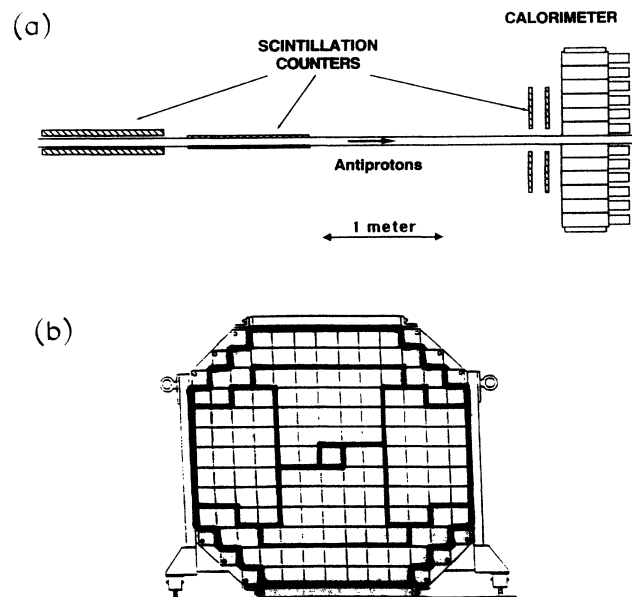 (a)
CALORIMETER
SCINTILLATION
COUNTERS
Antiprotons
1 meter
(b)